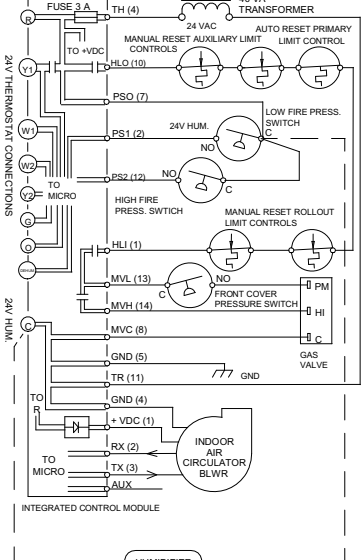 FUSE 3 A
TH (4)
40 VA
TRANSFORMER
R
24 VAC
MANUAL RESET AUXILIARY LIMIT
CONTROLS
AUTO RESET PRIMARY
LIMIT CONTROL
TO +VDC
Y1
HLO (10)
PSO (7)
LOW FIRE PRESS.
SWITCH
24V HUM.
W1
PS1 (2)
C
NO
W2
PS2 (12)
NO
C
Y2
TO
MICRO
HIGH FIRE
PRESS. SWTICH
G
24V THERMOSTAT CONNECTIONS
MANUAL RESET ROLLOUT
LIMIT CONTROLS
O
HLI (1)
DEHUM
MVL (13)
NO
C
FRONT COVER
PRESSURE SWITCH
PM
MVH (14)
HI
24V HUM.
C
MVC (8)
C
GAS
VALVE
GND (5)
GND
TR (11)
TO
R
GND (4)
+ VDC (1)
INDOOR
AIR
CIRCULATOR
BLWR
TO
MICRO
RX (2)
TX (3)
AUX
INTEGRATED CONTROL MODULE
HUMIDIFIER